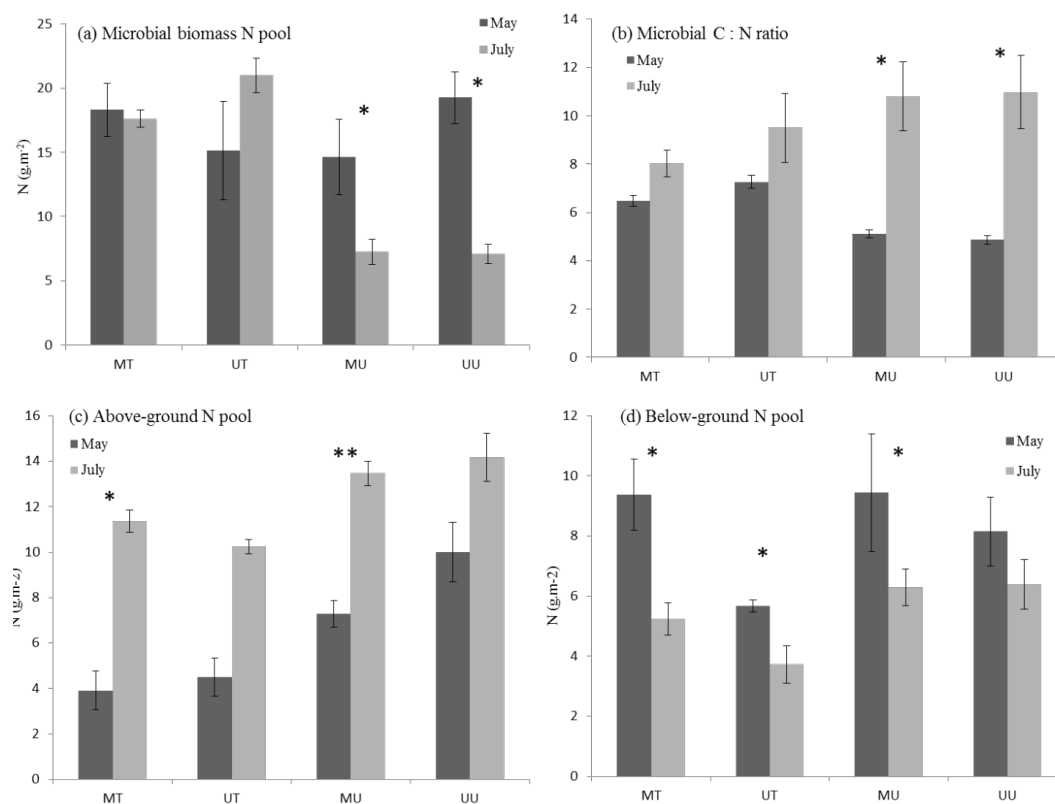 (a) Microbial biomass N pool
May
July
25
20
15
10
5
0
N (g.m-2)
*
*
MT UT MU UU
(b) Microbial C : N ratio
May
July
14
12
10
8
6
4
2
0
*
*
MT UT MU UU
(c) Above-ground N pool
May
July
16
14
12
10
8
6
4
2
0
N (g.m-2)
*
**
MT UT MU UU
(d) Below-ground N pool
May
July
12
10
8
6
4
2
0
N (g.m-2)
*
*
*
MT UT MU UU